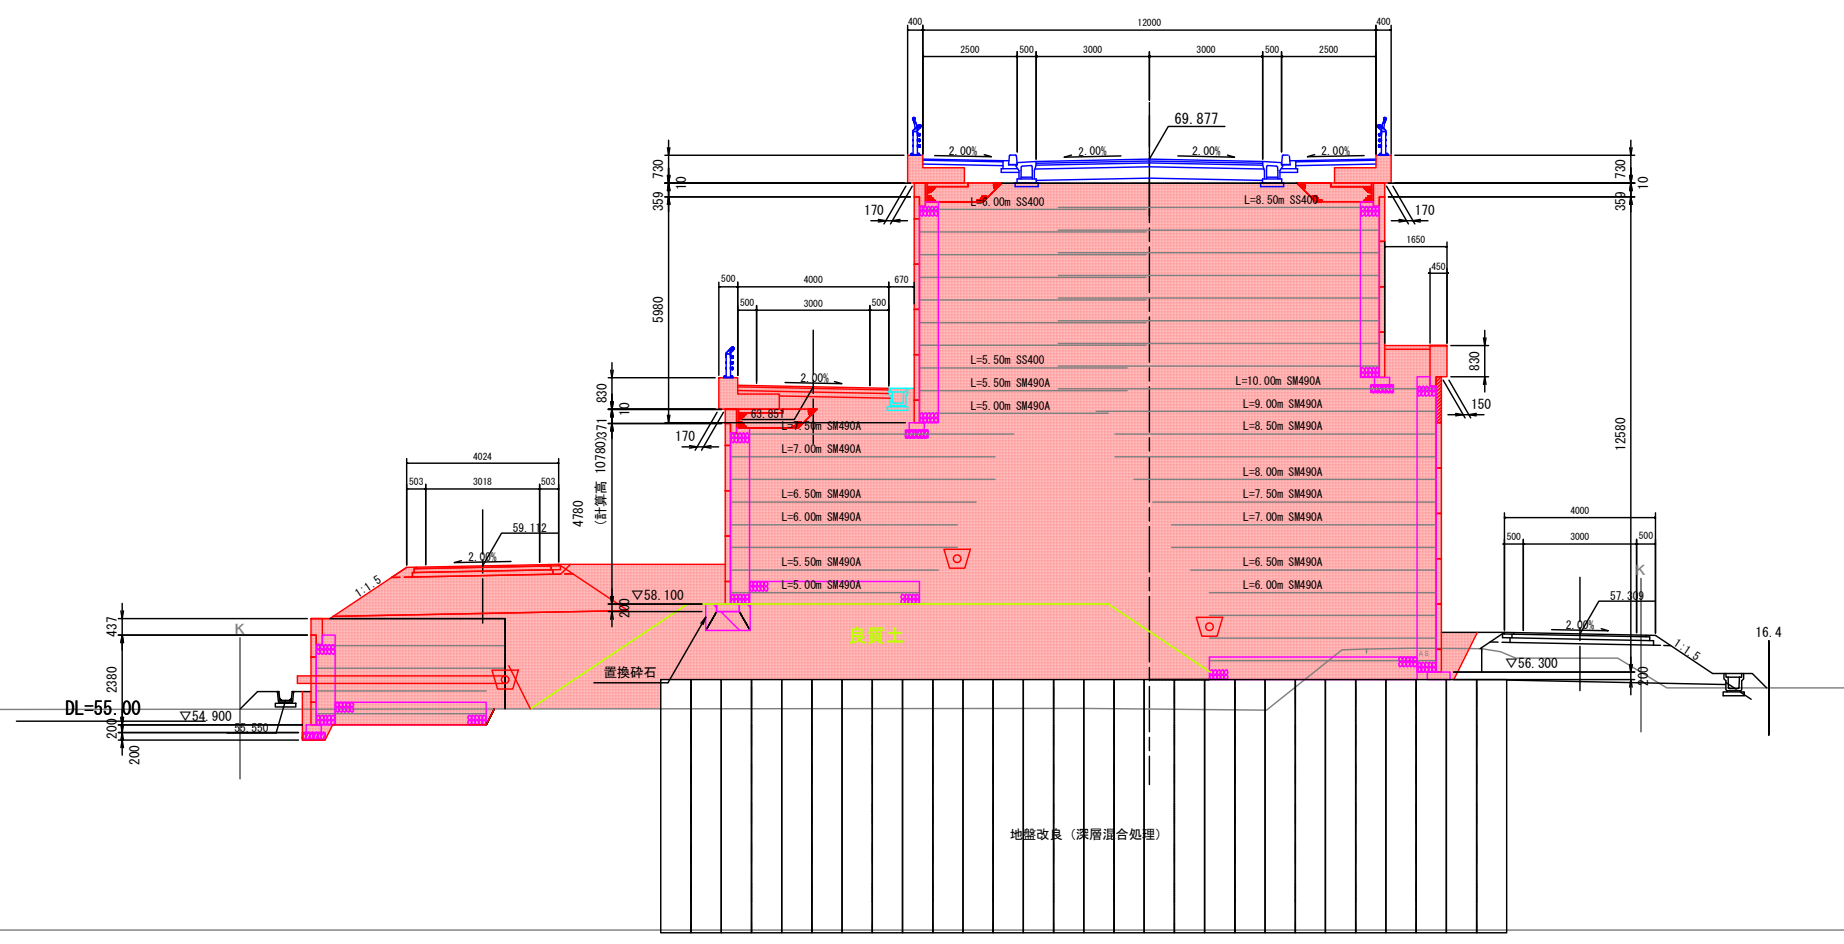 400
12000
400
2500
500
3000
3000
500
2500
69.877
2.00%
2.00%
2.00%
2.00%
730
10
359
170
5980
730
10
359
170
12580
1650
450
830
150
L=8.50m SS400
L=5.50m SS400
L=5.50m SM490A
L=5.00m SM490A
L=10.00m SM490A
L=9.00m SM490A
L=8.50m SM490A
L=8.00m SM490A
L=7.50m SM490A
L=7.00m SM490A
L=6.50m SM490A
L=6.00m SM490A
500
4000
670
500
3000
500
2.00%
63.857
830
10
371
170
4780
(計算高 10780)
L=7.00m SM490A
L=6.50m SM490A
L=6.00m SM490A
L=5.50m SM490A
L=5.00m SM490A
4024
503
3018
503
59.112
2.00%
1:1.5
▽58.100
200
良質土
置換砕石
437
2380
200
200
K
DL=55.00
▽54.900
55.550
4000
500
3000
500
K
57.309
2.00%
1:1.5
16.4
▽56.300
200
地盤改良（深層混合処理）